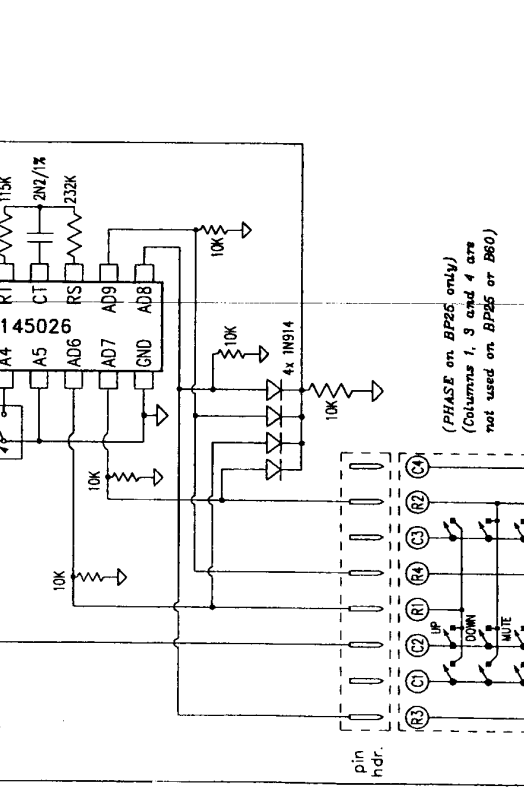 115K
2N2/1%
232K
RT
CT
RS
AD9
AD8
145026
A4
A5
AD6
AD7
GND
10K
10K
4x 1N914
10K
10K
10K
(PHASE on BP25 only)
(Columns 1, 3 and 4 are
not used on BP25 or B60)
C4
R2
C3
R4
R1
C2
C1
R3
UP
DOWN
MUTE
pin
hdr.